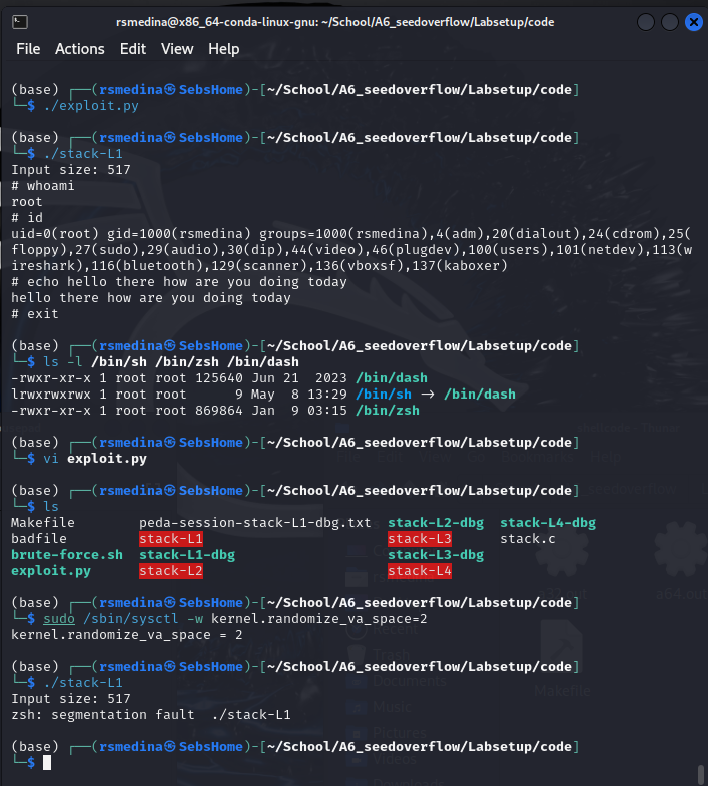 rsmedina@x86_64-conda-linux-gnu: ~/School/A6_seedoverflow/Labsetup/code
File Actions Edit View Help
(base) ┌──(rsmedina㉿SebsHome)-[~/School/A6_seedoverflow/Labsetup/code]
└─$ ./exploit.py
(base) ┌──(rsmedina㉿SebsHome)-[~/School/A6_seedoverflow/Labsetup/code]
└─$ ./stack-L1
Input size: 517
# whoami
root
# id
uid=0(root) gid=1000(rsmedina) groups=1000(rsmedina),4(adm),20(dialout),24(cdrom),25(
floppy),27(sudo),29(audio),30(dip),44(video),46(plugdev),100(users),101(netdev),113(w
ireshark),116(bluetooth),129(scanner),136(vboxsf),137(kaboxer)
# echo hello there how are you doing today
hello there how are you doing today
# exit
(base) ┌──(rsmedina㉿SebsHome)-[~/School/A6_seedoverflow/Labsetup/code]
└─$ ls -l /bin/sh /bin/zsh /bin/dash
-rwxr-xr-x 1 root root 125640 Jun 21  2023 /bin/dash
lrwxrwxrwx 1 root root      9 May  8 13:29 /bin/sh -> /bin/dash
-rwxr-xr-x 1 root root 869864 Jan  9 03:15 /bin/zsh
(base) ┌──(rsmedina㉿SebsHome)-[~/School/A6_seedoverflow/Labsetup/code]
└─$ vi exploit.py
(base) ┌──(rsmedina㉿SebsHome)-[~/School/A6_seedoverflow/Labsetup/code]
└─$ ls
Makefile        peda-session-stack-L1-dbg.txt  stack-L2-dbg  stack-L4-dbg
badfile         stack-L1                       stack-L3      stack.c
brute-force.sh  stack-L1-dbg                   stack-L3-dbg
exploit.py      stack-L2                       stack-L4
(base) ┌──(rsmedina㉿SebsHome)-[~/School/A6_seedoverflow/Labsetup/code]
└─$ sudo /sbin/sysctl -w kernel.randomize_va_space=2
kernel.randomize_va_space = 2
(base) ┌──(rsmedina㉿SebsHome)-[~/School/A6_seedoverflow/Labsetup/code]
└─$ ./stack-L1
Input size: 517
zsh: segmentation fault  ./stack-L1
(base) ┌──(rsmedina㉿SebsHome)-[~/School/A6_seedoverflow/Labsetup/code]
└─$
Trash
Documents
Makefile
Music
Pictures
Videos